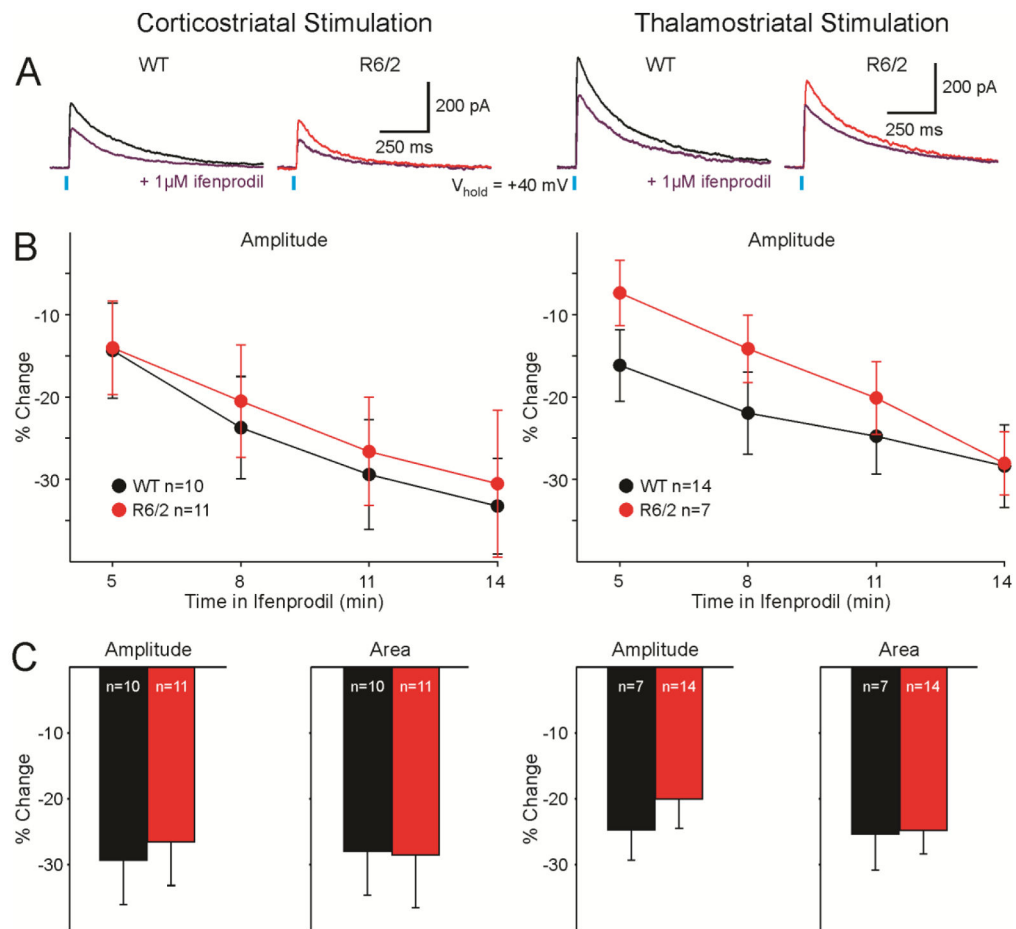 Corticostriatal Stimulation
Thalamostriatal Stimulation
A
WT
R6/2
200 pA
250 ms
+ 1µM ifenprodil
Vhold = +40 mV
WT
R6/2
200 pA
250 ms
+ 1µM ifenprodil
B
Amplitude
% Change
-10
-20
-30
WT n=10
R6/2 n=11
5 8 11 14
Time in Ifenprodil (min)
Amplitude
% Change
-10
-20
-30
WT n=14
R6/2 n=7
5 8 11 14
Time in Ifenprodil (min)
C
Amplitude
% Change
-10
-20
-30
n=10 n=11
Area
n=10 n=11
Amplitude
% Change
-10
-20
-30
n=7 n=14
Area
n=7 n=14